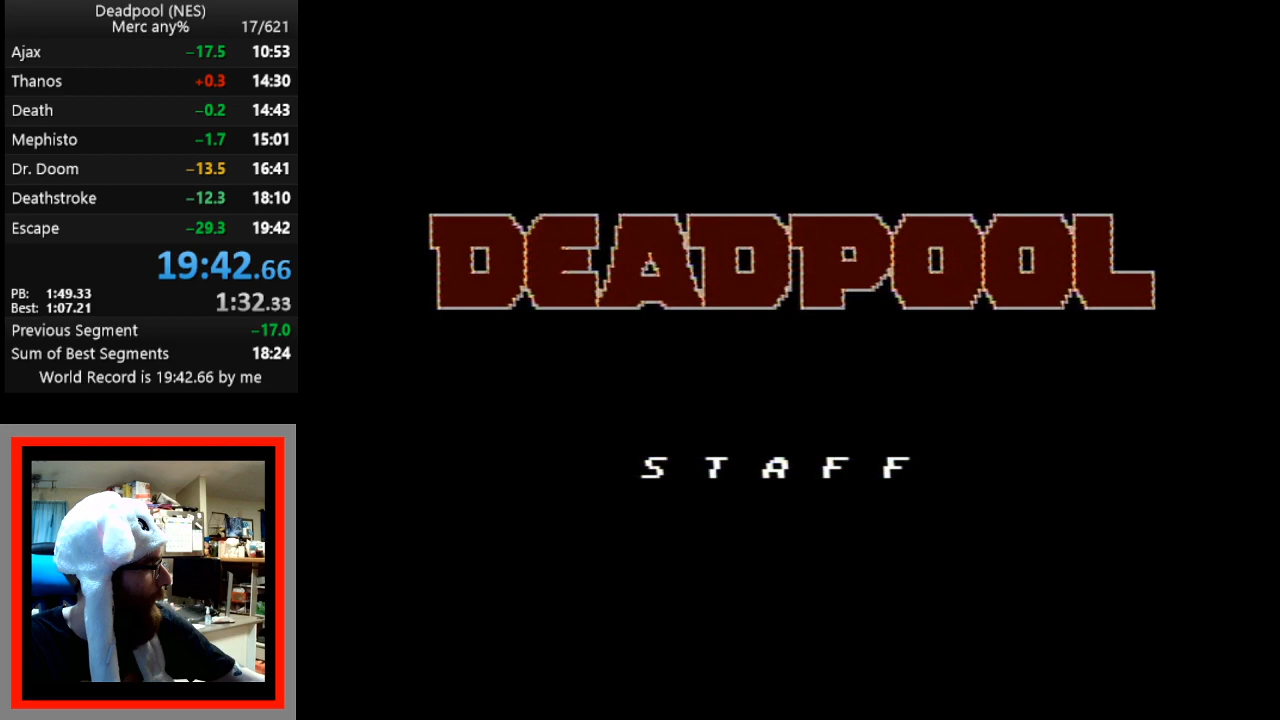 Deadpool (NES)
Merc any% 17/621
Ajax −17.5 10:53
Thanos +0.3 14:30
Death −0.2 14:43
Mephisto −1.7 15:01
Dr. Doom −13.5 16:41
Deathstroke −12.3 18:10
Escape −29.3 19:42
19:42.66
PB: 1:49.33
Best: 1:07.21
1:32.33
Previous Segment −17.0
Sum of Best Segments 18:24
World Record is 19:42.66 by me
DEADPOOL
STAFF